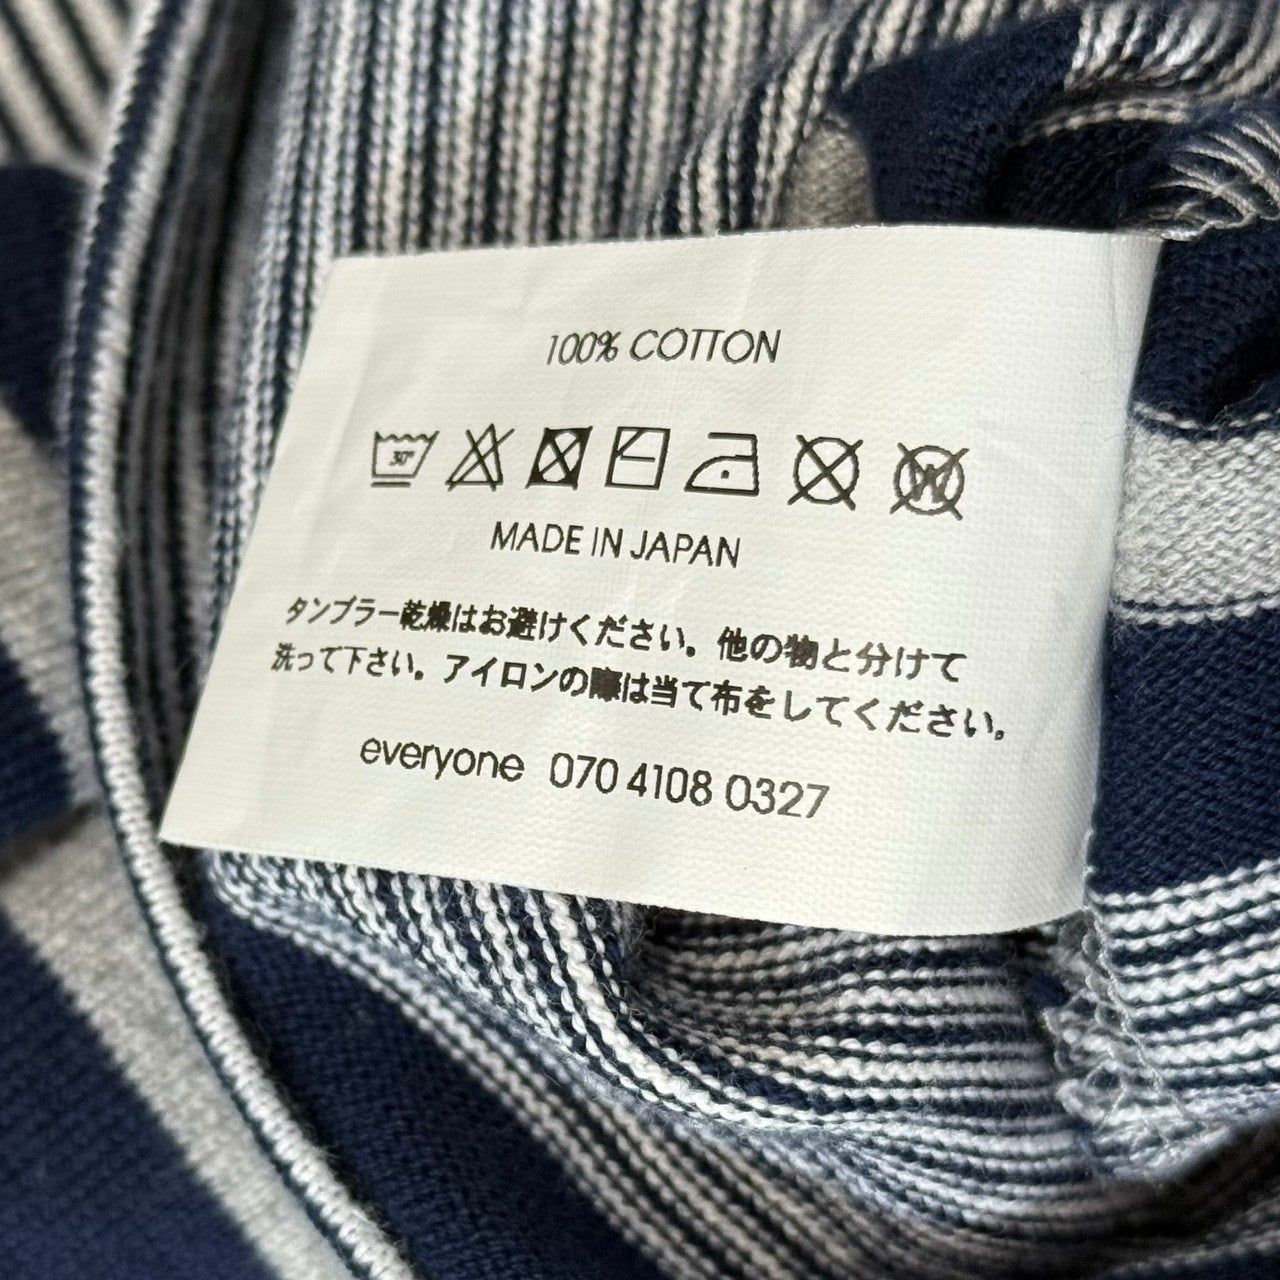 100% COTTON
30°
W
MADE IN JAPAN
タンブラー乾燥はお避けください。他の物と分けて
洗って下さい。アイロンの際は当て布をしてください。
everyone 070 4108 0327